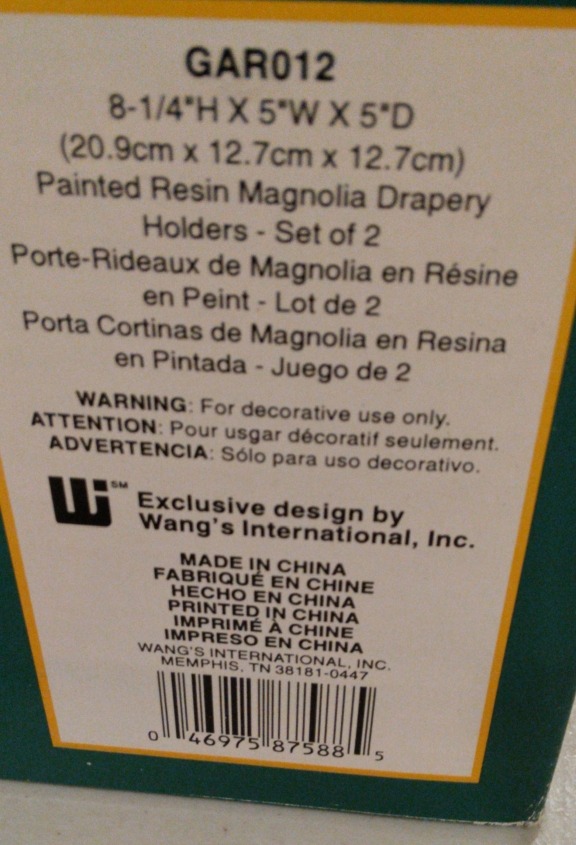 GAR012
8-1/4"H X 5"W X 5"D
(20.9cm x 12.7cm x 12.7cm)
Painted Resin Magnolia Drapery
Holders - Set of 2
Porte-Rideaux de Magnolia en Résine
en Peint - Lot de 2
Porta Cortinas de Magnolia en Resina
en Pintada - Juego de 2
WARNING: For decorative use only.
ATTENTION: Pour usgar décoratif seulement.
ADVERTENCIA: Sólo para uso decorativo.
Wi SM
Exclusive design by
Wang's International, Inc.
MADE IN CHINA
FABRIQUÉ EN CHINE
HECHO EN CHINA
PRINTED IN CHINA
IMPRIMÉ À CHINE
IMPRESO EN CHINA
WANG'S INTERNATIONAL, INC.
MEMPHIS, TN 38181-0447
0 46975 87588 5